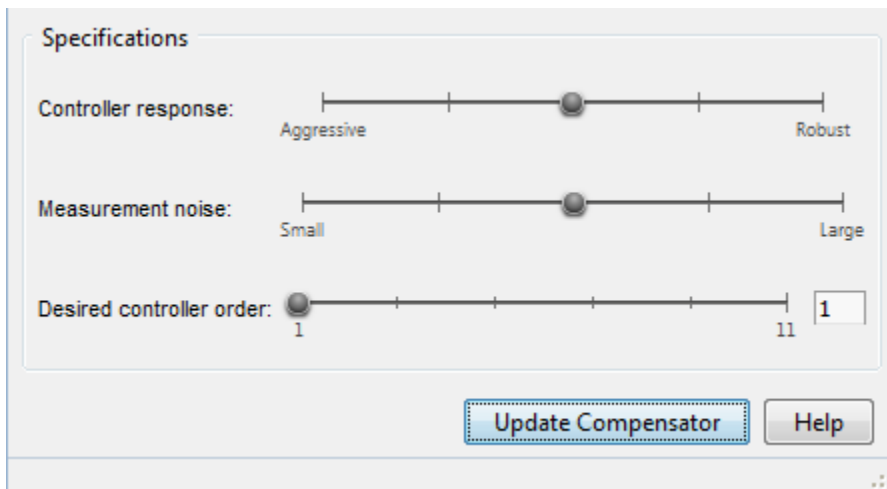 Specifications
Controller response:
Aggressive Robust
Measurement noise:
Small Large
Desired controller order: 1
1 11
Update Compensator Help